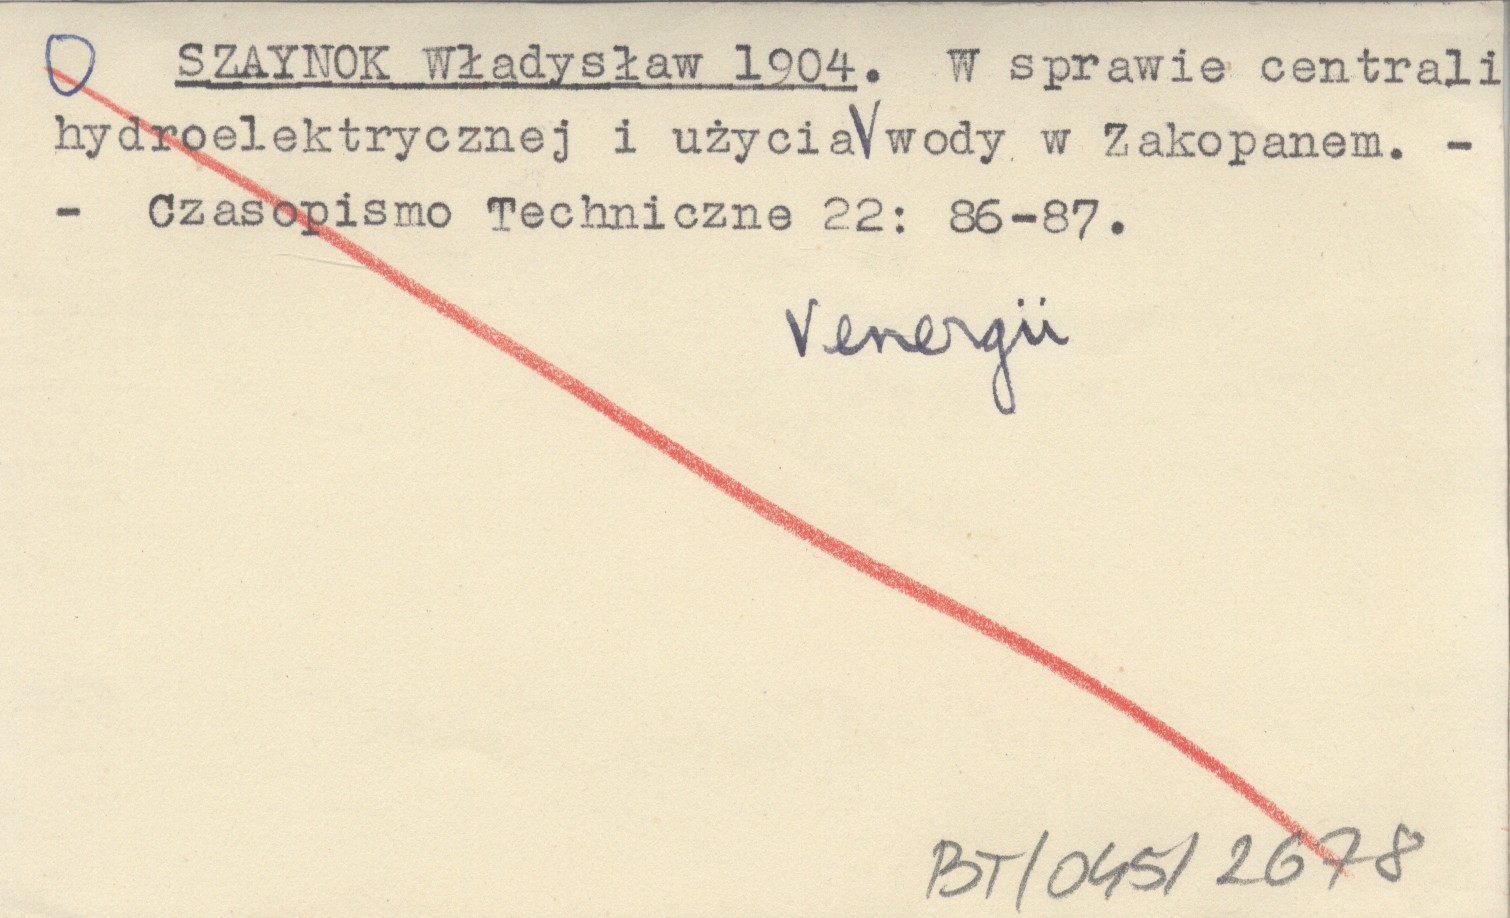 O SZAYNOK Władysław 1904. W sprawie centrali
hydroelektrycznej i użycia V wody w Zakopanem. -
- Czasopismo Techniczne 22: 86-87.
V energii
BT/045/2678